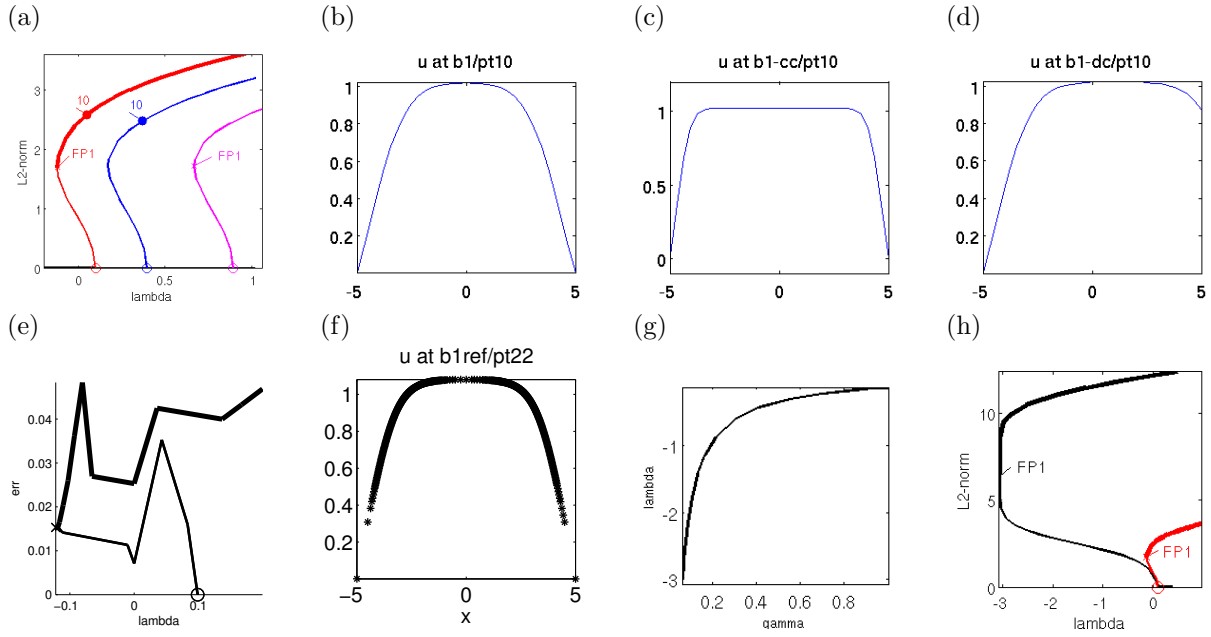 (a)
(b)
(c)
(d)
u at b1/pt10
u at b1-cc/pt10
u at b1-dc/pt10
3
2
1
0
10
10
FP1
FP1
L2-norm
0
0.5
1
lambda
1
0.8
0.6
0.4
0.2
-5
0
5
1
0.5
0
-5
0
5
1
0.8
0.6
0.4
0.2
-5
0
5
(e)
(f)
(g)
(h)
u at b1ref/pt22
0.04
0.03
0.02
0.01
0
err
−0.1
0
0.1
lambda
1
0.8
0.6
0.4
0.2
−5
0
5
x
-1
-2
-3
lambda
0.2
0.4
0.6
0.8
gamma
10
5
0
L2-norm
FP1
FP1
-3
-2
-1
0
lambda